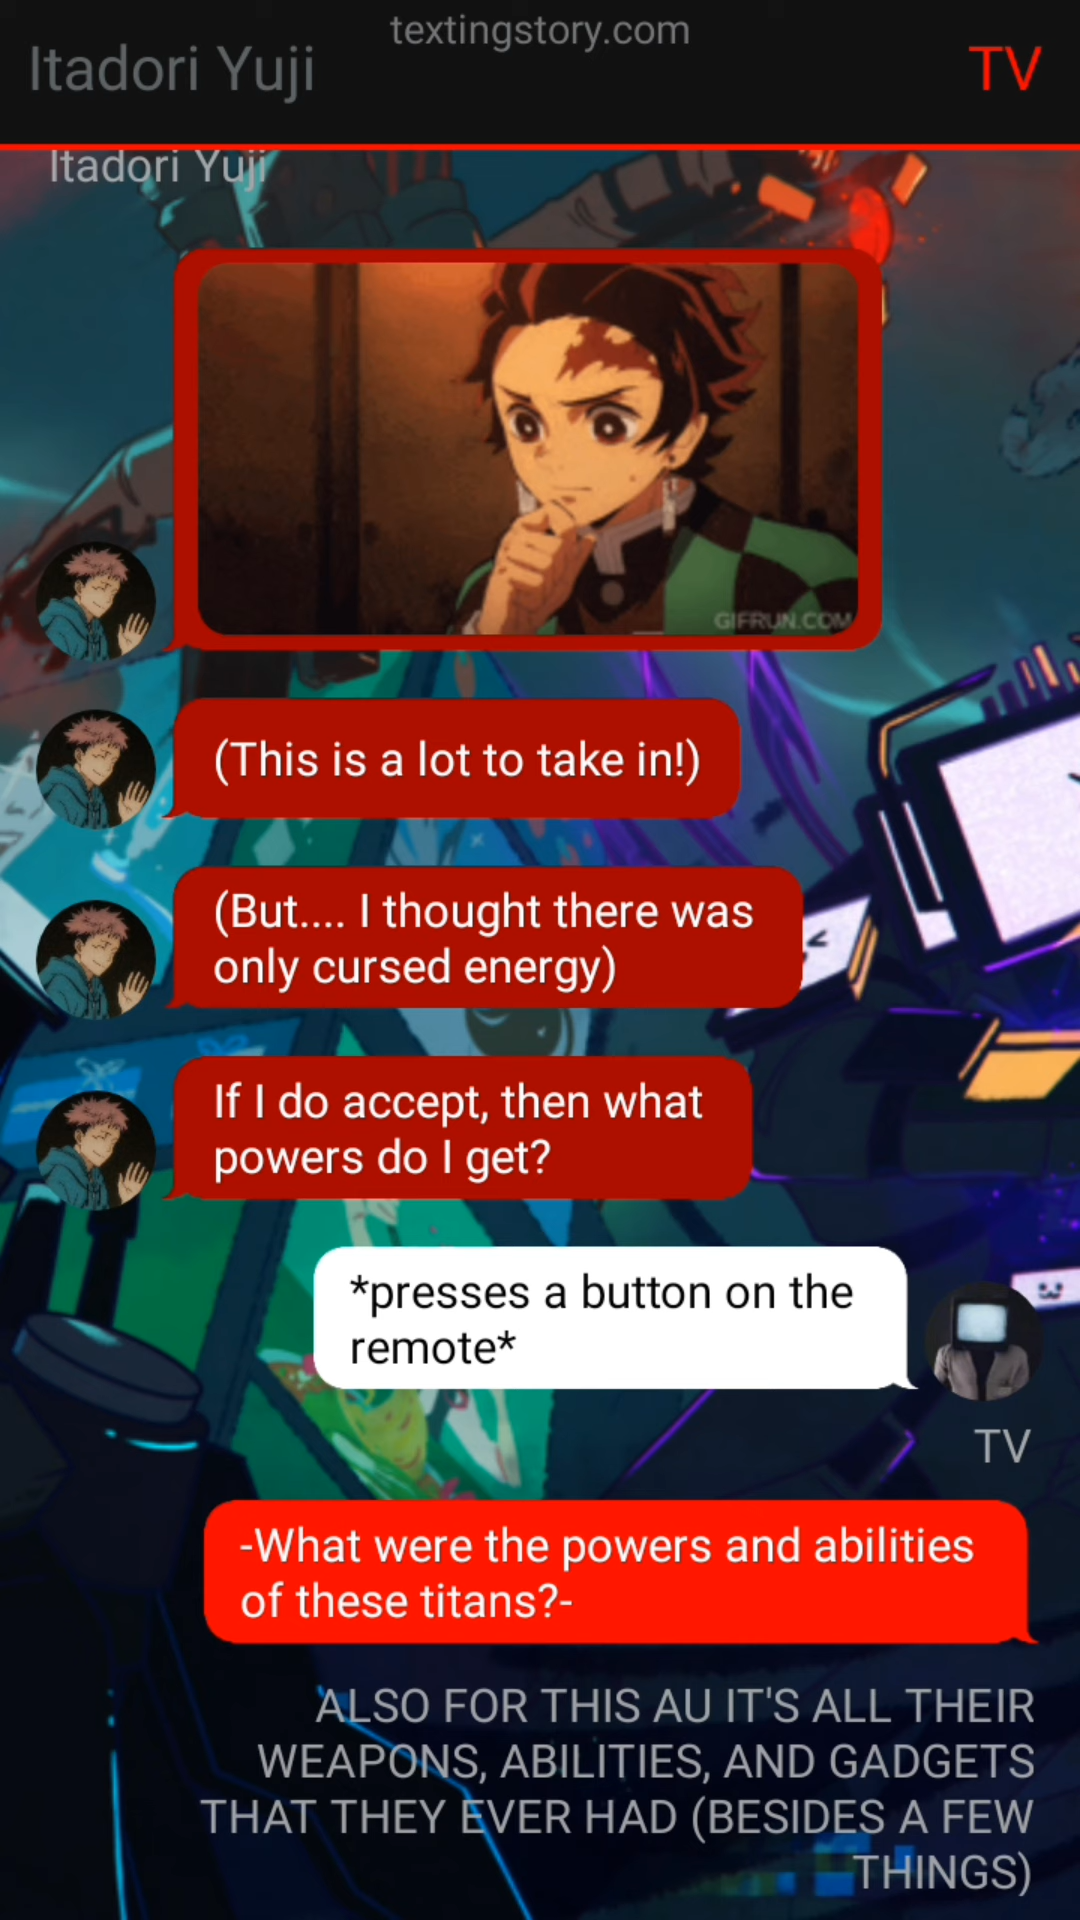 textingstory.com
Itadori Yuji
TV
Itadori Yuji
GIFRUN.COM
(This is a lot to take in!)
(But.... I thought there was
only cursed energy)
If I do accept, then what
powers do I get?
*presses a button on the
remote*
TV
-What were the powers and abilities
of these titans?-
ALSO FOR THIS AU IT'S ALL THEIR
WEAPONS, ABILITIES, AND GADGETS
THAT THEY EVER HAD (BESIDES A FEW
THINGS)